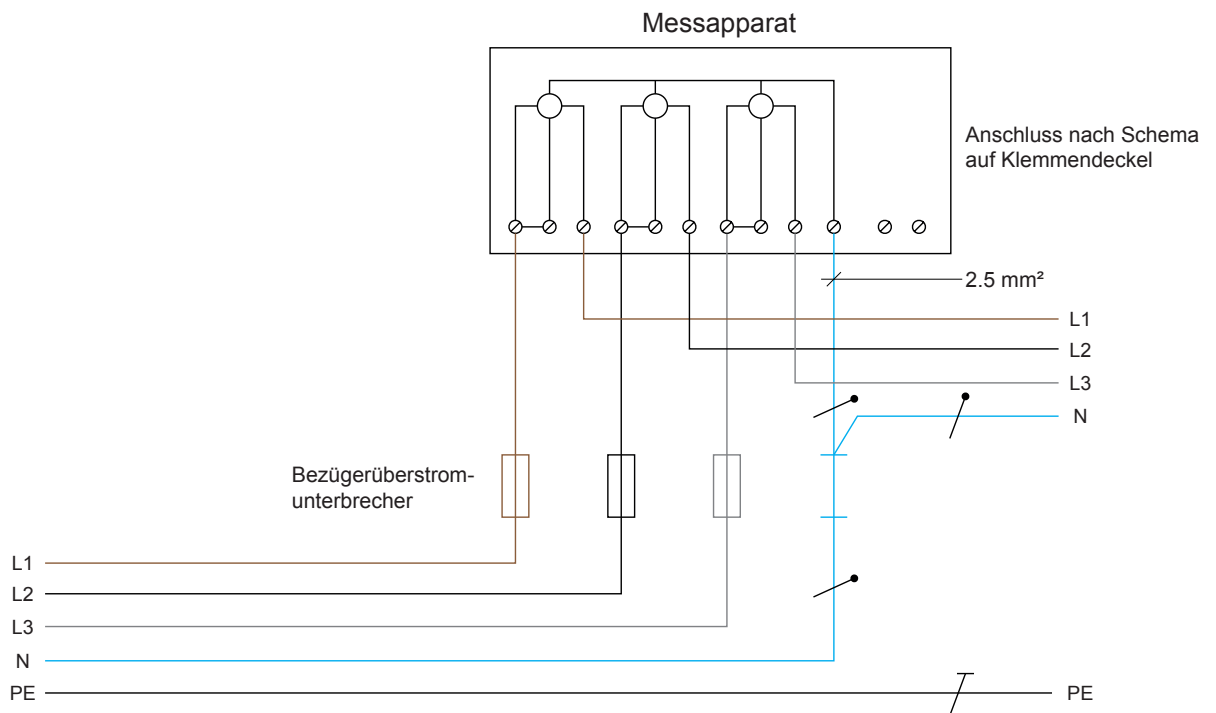 Messapparat
Anschluss nach Schema
auf Klemmendeckel
2.5 mm²
L1
L2
L3
N
Bezügerüberstrom-
unterbrecher
L1
L2
L3
N
PE
PE